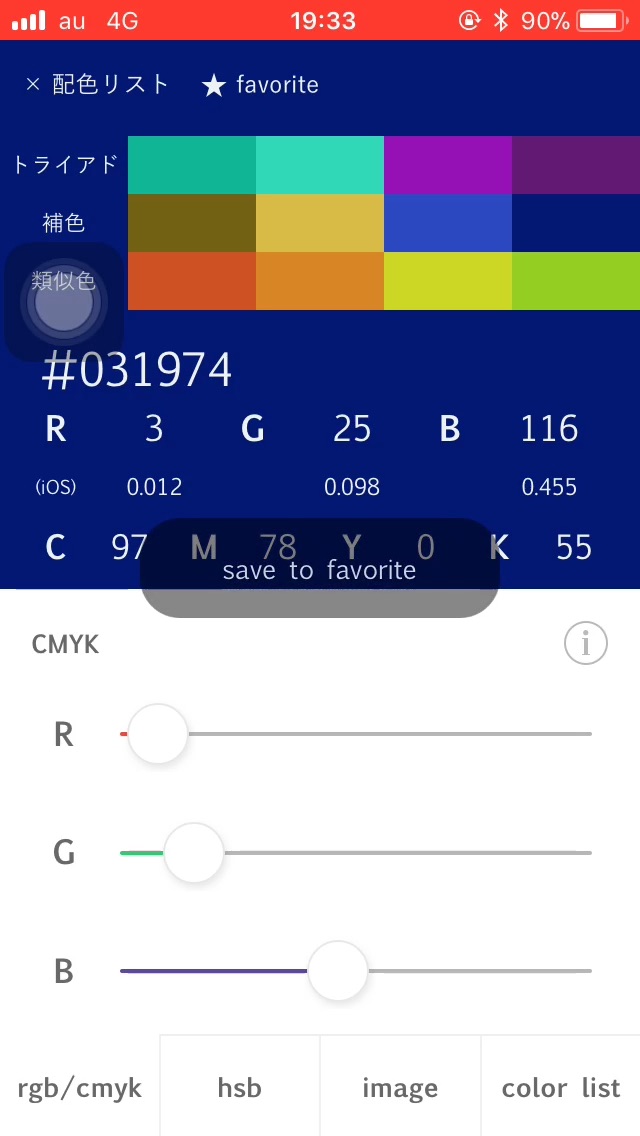 au 4G 19:33 90%
× 配色リスト ★ favorite
トライアド
補色
類似色
#031974
R 3 G 25 B 116
(iOS) 0.012 0.098 0.455
C 97 M 78 Y 0 K 55
save to favorite
CMYK i
R
G
B
rgb/cmyk hsb image color list